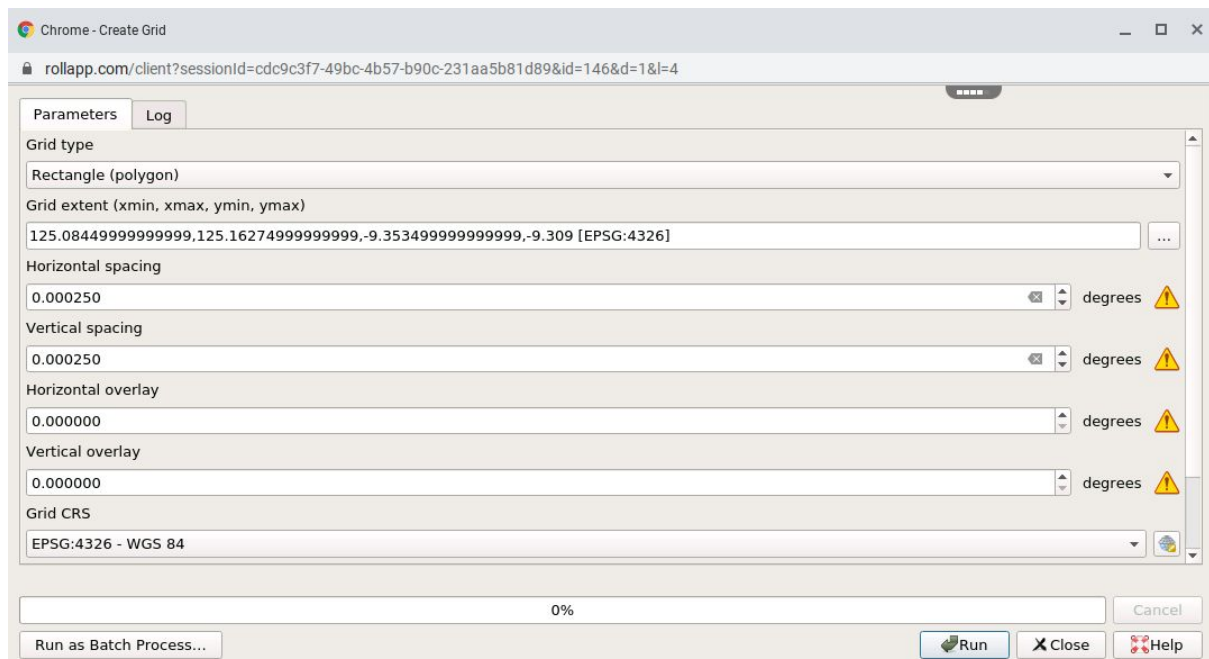 Chrome - Create Grid
rollapp.com/client?sessionId=cdc9c3f7-49bc-4b57-b90c-231aa5b81d89&id=146&d=1&l=4
Parameters Log
Grid type
Rectangle (polygon)
Grid extent (xmin, xmax, ymin, ymax)
125.08449999999999,125.16274999999999,-9.353499999999999,-9.309 [EPSG:4326] ...
Horizontal spacing
0.000250 degrees
Vertical spacing
0.000250 degrees
Horizontal overlay
0.000000 degrees
Vertical overlay
0.000000 degrees
Grid CRS
EPSG:4326 - WGS 84
0% Cancel
Run as Batch Process... Run Close Help